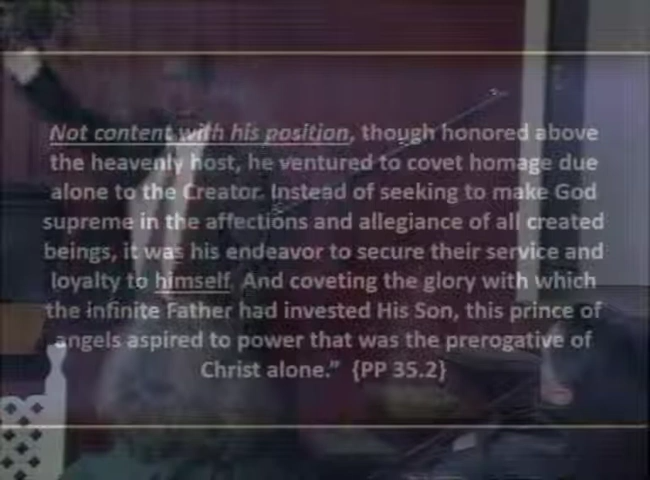 Not content with his position, though honored above
the heavenly host, he ventured to covet homage due
alone to the Creator. Instead of seeking to make God
supreme in the affections and allegiance of all created
beings, it was his endeavor to secure their service and
loyalty to himself. And coveting the glory with which
the infinite Father had invested His Son, this prince of
angels aspired to power that was the prerogative of
Christ alone.” {PP 35.2}